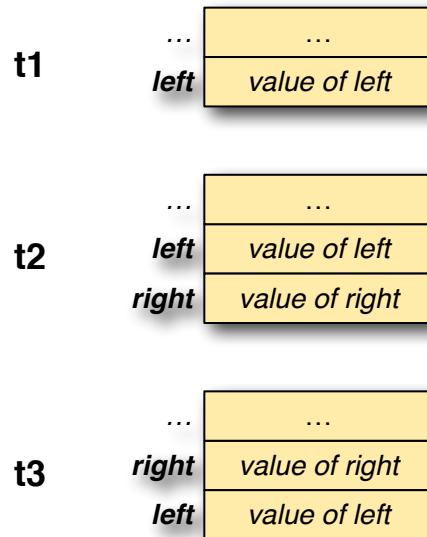 … …
t1
left value of left
… …
t2
left value of left
right value of right
… …
t3
right value of right
left value of left